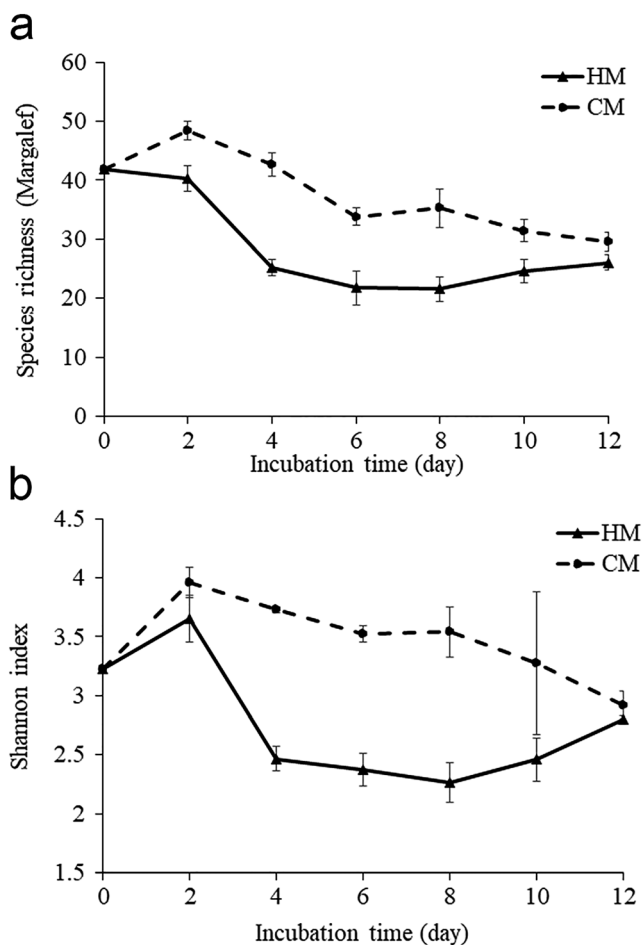 a
Species richness (Margalef)
60
50
40
30
20
10
0
HM
CM
0 2 4 6 8 10 12
Incubation time (day)
b
Shannon index
4.5
4
3.5
3
2.5
2
1.5
HM
CM
0 2 4 6 8 10 12
Incubation time (day)